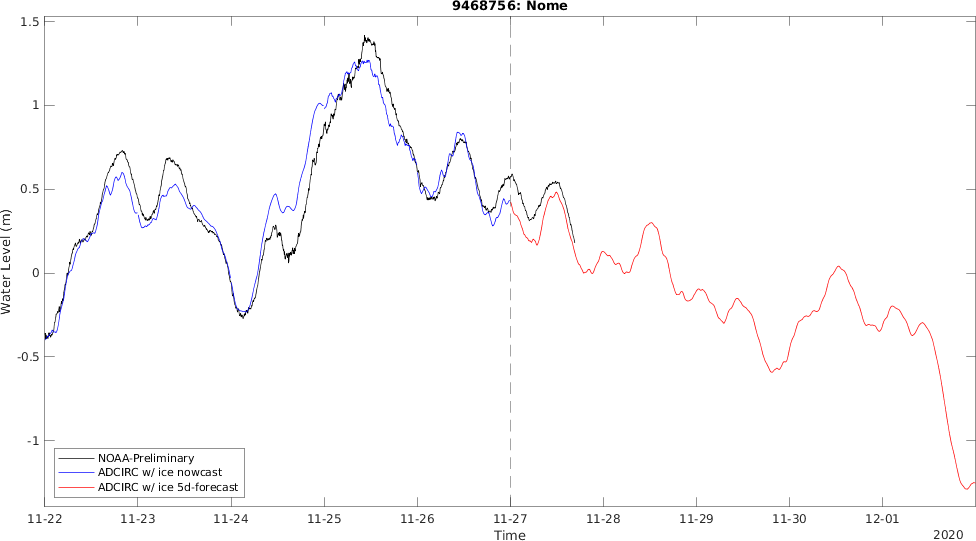 9468756: Nome
1.5
1
0.5
0
-0.5
-1
Water Level (m)
NOAA-Preliminary
ADCIRC w/ ice nowcast
ADCIRC w/ ice 5d-forecast
11-22 11-23 11-24 11-25 11-26 11-27 11-28 11-29 11-30 12-01
Time
2020